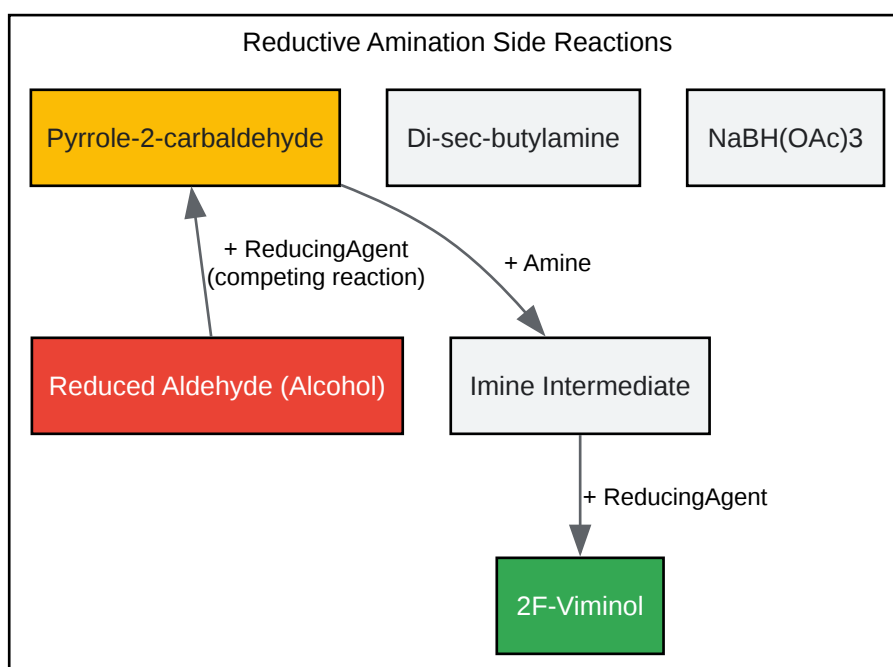 Reductive Amination Side Reactions
Pyrrole-2-carbaldehyde
Di-sec-butylamine
NaBH(OAc)3
+ ReducingAgent
(competing reaction)
+ Amine
Reduced Aldehyde (Alcohol)
Imine Intermediate
+ ReducingAgent
2F-Viminol